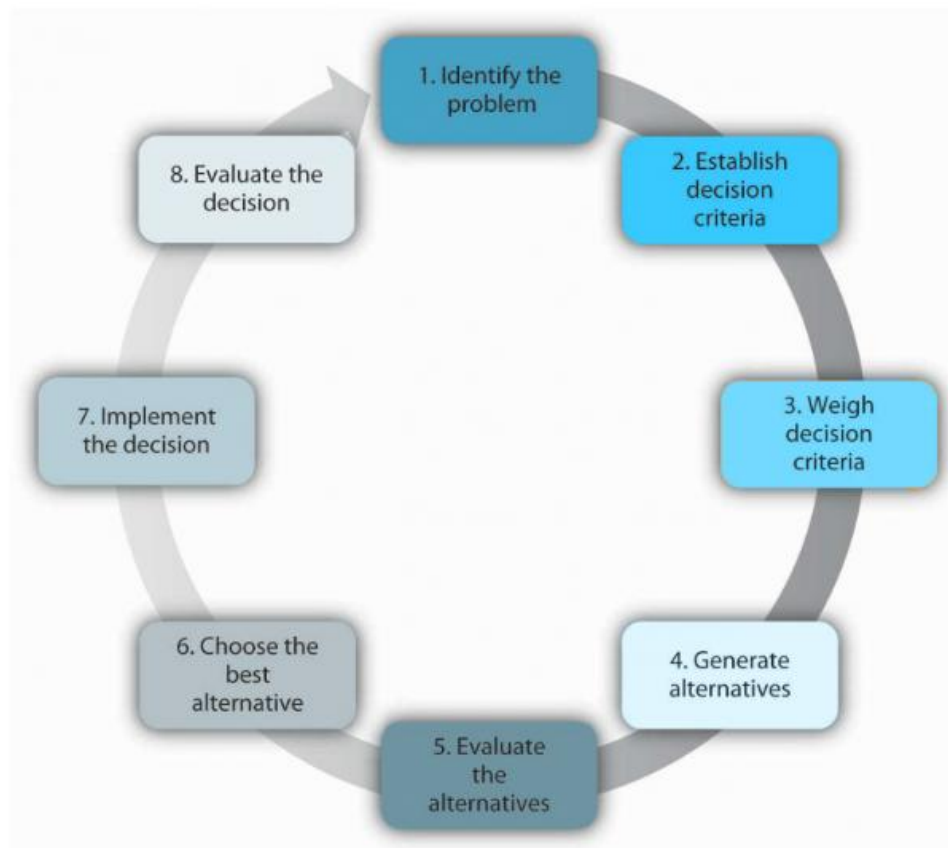 1. Identify the
problem
2. Establish
decision
criteria
3. Weigh
decision
criteria
4. Generate
alternatives
5. Evaluate
the
alternatives
6. Choose the
best
alternative
7. Implement
the decision
8. Evaluate the
decision